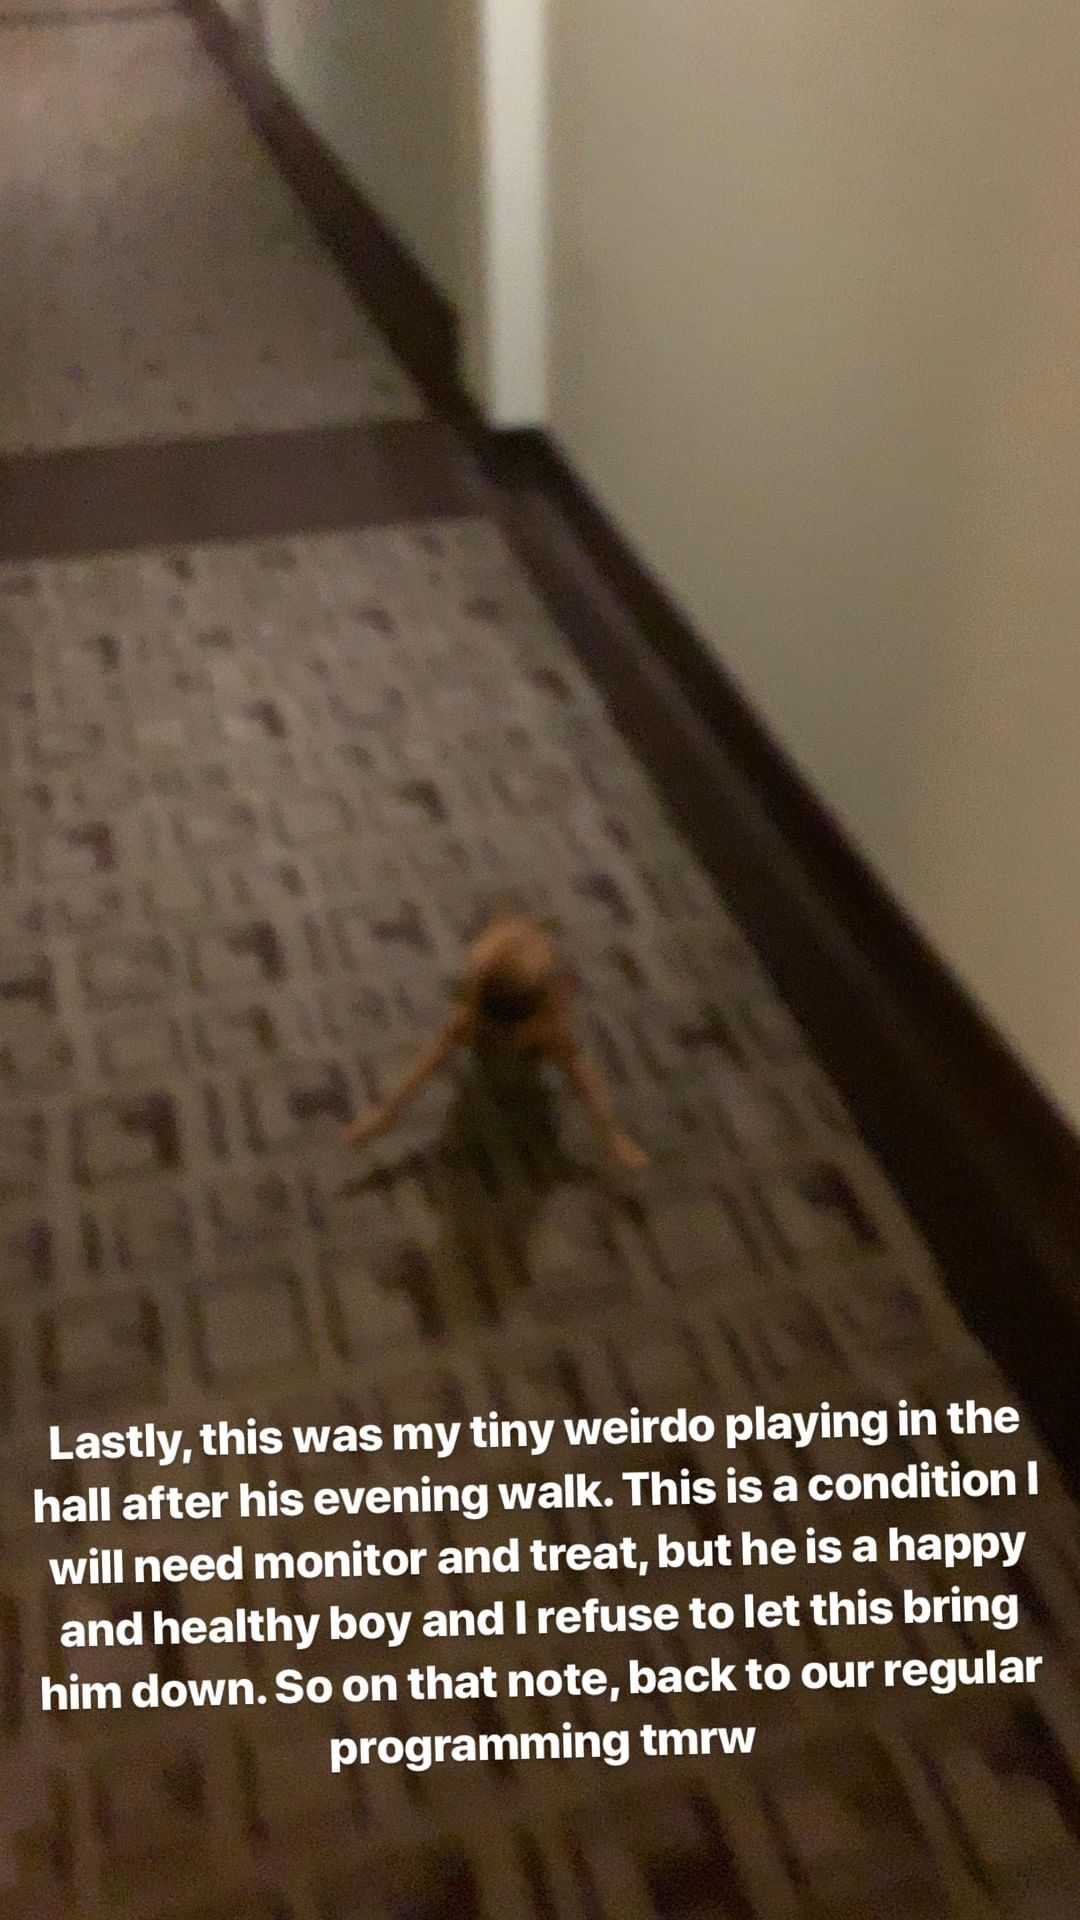 Lastly, this was my tiny weirdo playing in the
hall after his evening walk. This is a condition I
will need monitor and treat, but he is a happy
and healthy boy and I refuse to let this bring
him down. So on that note, back to our regular
programming tmrw